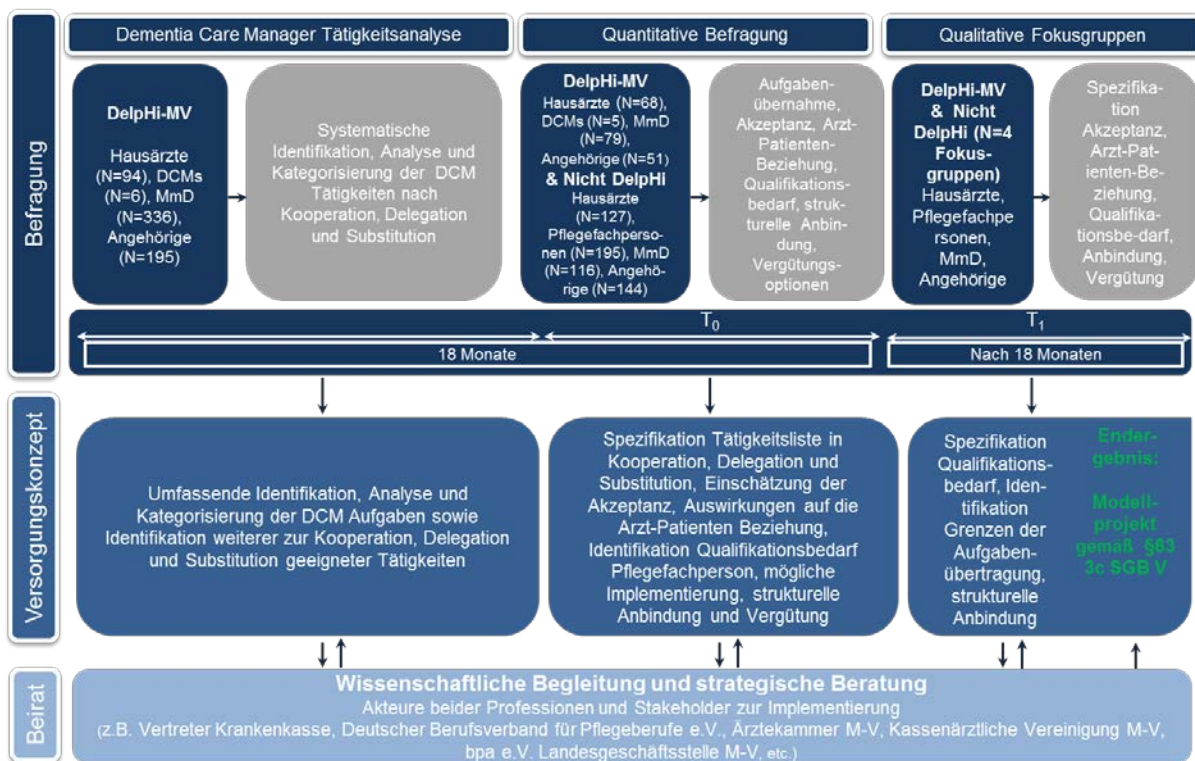 Dementia Care Manager Tätigkeitsanalyse
Quantitative Befragung
Qualitative Fokusgruppen
Befragung
DelpHi-MV
Hausärzte
(N=94), DCMs
(N=6), MmD
(N=336),
Angehörige
(N=195)
Systematische
Identifikation, Analyse und
Kategorisierung der DCM
Tätigkeiten nach
Kooperation, Delegation
und Substitution
DelpHi-MV
Hausärzte (N=68),
DCMs (N=5), MmD
(N=79),
Angehörige (N=51)
& Nicht DelpHi
Hausärzte
(N=127),
Pflegefachperso-
nen (N=195), MmD
(N=116), Angehö-
rige (N=144)
Aufgaben-
übernahme,
Akzeptanz, Arzt-
Patienten-
Beziehung,
Qualifikations-
bedarf, struk-
turelle Anbin-
dung,
Vergütungs-
optionen
DelpHi-MV
& Nicht
DelpHi (N=4
Fokus-
gruppen)
Hausärzte,
Pflegefachpe
rsonen,
MmD,
Angehörige
Spezifika-
tion
Akzeptanz,
Arzt-Pat-
ienten-Be-
ziehung,
Qualifika-
tionsbe-darf,
Anbindung,
Vergütung
T0
T1
18 Monate
Nach 18 Monaten
Versorgungskonzept
Umfassende Identifikation, Analyse und
Kategorisierung der DCM Aufgaben sowie
Identifikation weiterer zur Kooperation, Delegation
und Substitution geeigneter Tätigkeiten
Spezifikation Tätigkeitsliste in
Kooperation, Delegation und
Substitution, Einschätzung der
Akzeptanz, Auswirkungen auf die
Arzt-Patienten Beziehung,
Identifikation Qualifikationsbedarf
Pflegefachperson, mögliche
Implementierung, strukturelle
Anbindung und Vergütung
Spezifikation
Qualifikations-
bedarf, Iden-
tifikation
Grenzen der
Aufgaben-
übertragung,
strukturelle
Anbindung
Ender-
gebnis:
Modell-
projekt
gemäß §63
3c SGB V
Beirat
Wissenschaftliche Begleitung und strategische Beratung
Akteure beider Professionen und Stakeholder zur Implementierung
(z.B. Vertreter Krankenkasse, Deutscher Berufsverband für Pflegeberufe e.V., Ärztekammer M-V, Kassenärztliche Vereinigung M-V,
bpa e.V. Landesgeschäftsstelle M-V, etc.)